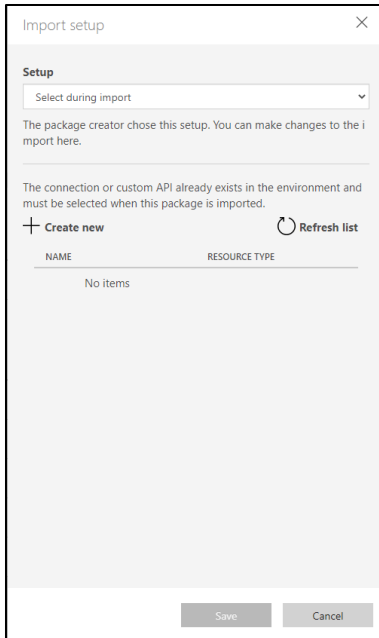 Import setup
Setup
Select during import
The package creator chose this setup. You can make changes to the i
mport here.
The connection or custom API already exists in the environment and
must be selected when this package is imported.
Create new
Refresh list
NAME RESOURCE TYPE
No items
Save Cancel